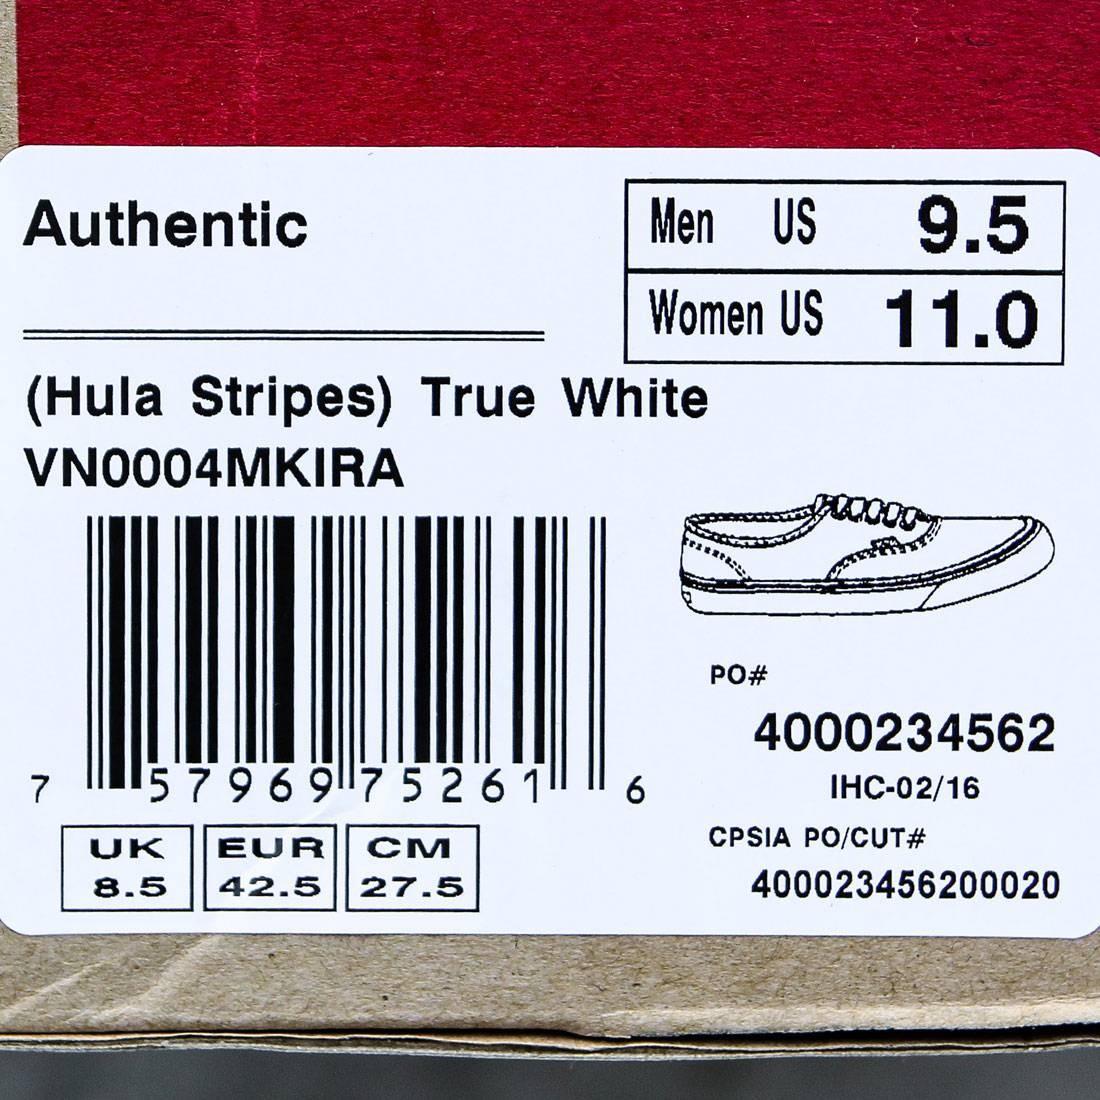 Authentic
Men US 9.5
Women US 11.0
(Hula Stripes) True White
VN0004MKIRA
7 57969 75261 6
PO#
4000234562
IHC-02/16
CPSIA PO/CUT#
400023456200020
UK EUR CM
8.5 42.5 27.5